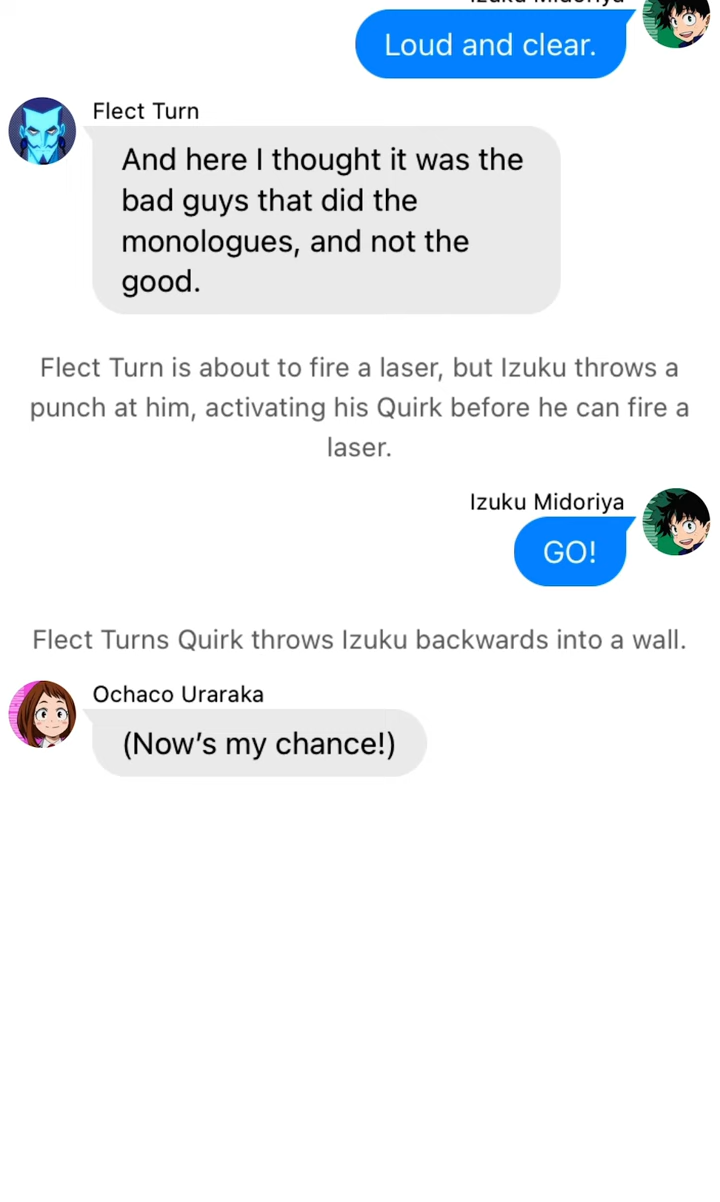 Izuku Midoriya
Loud and clear.
Flect Turn
And here I thought it was the
bad guys that did the
monologues, and not the
good.
Flect Turn is about to fire a laser, but Izuku throws a
punch at him, activating his Quirk before he can fire a
laser.
Izuku Midoriya
GO!
Flect Turns Quirk throws Izuku backwards into a wall.
Ochaco Uraraka
(Now’s my chance!)